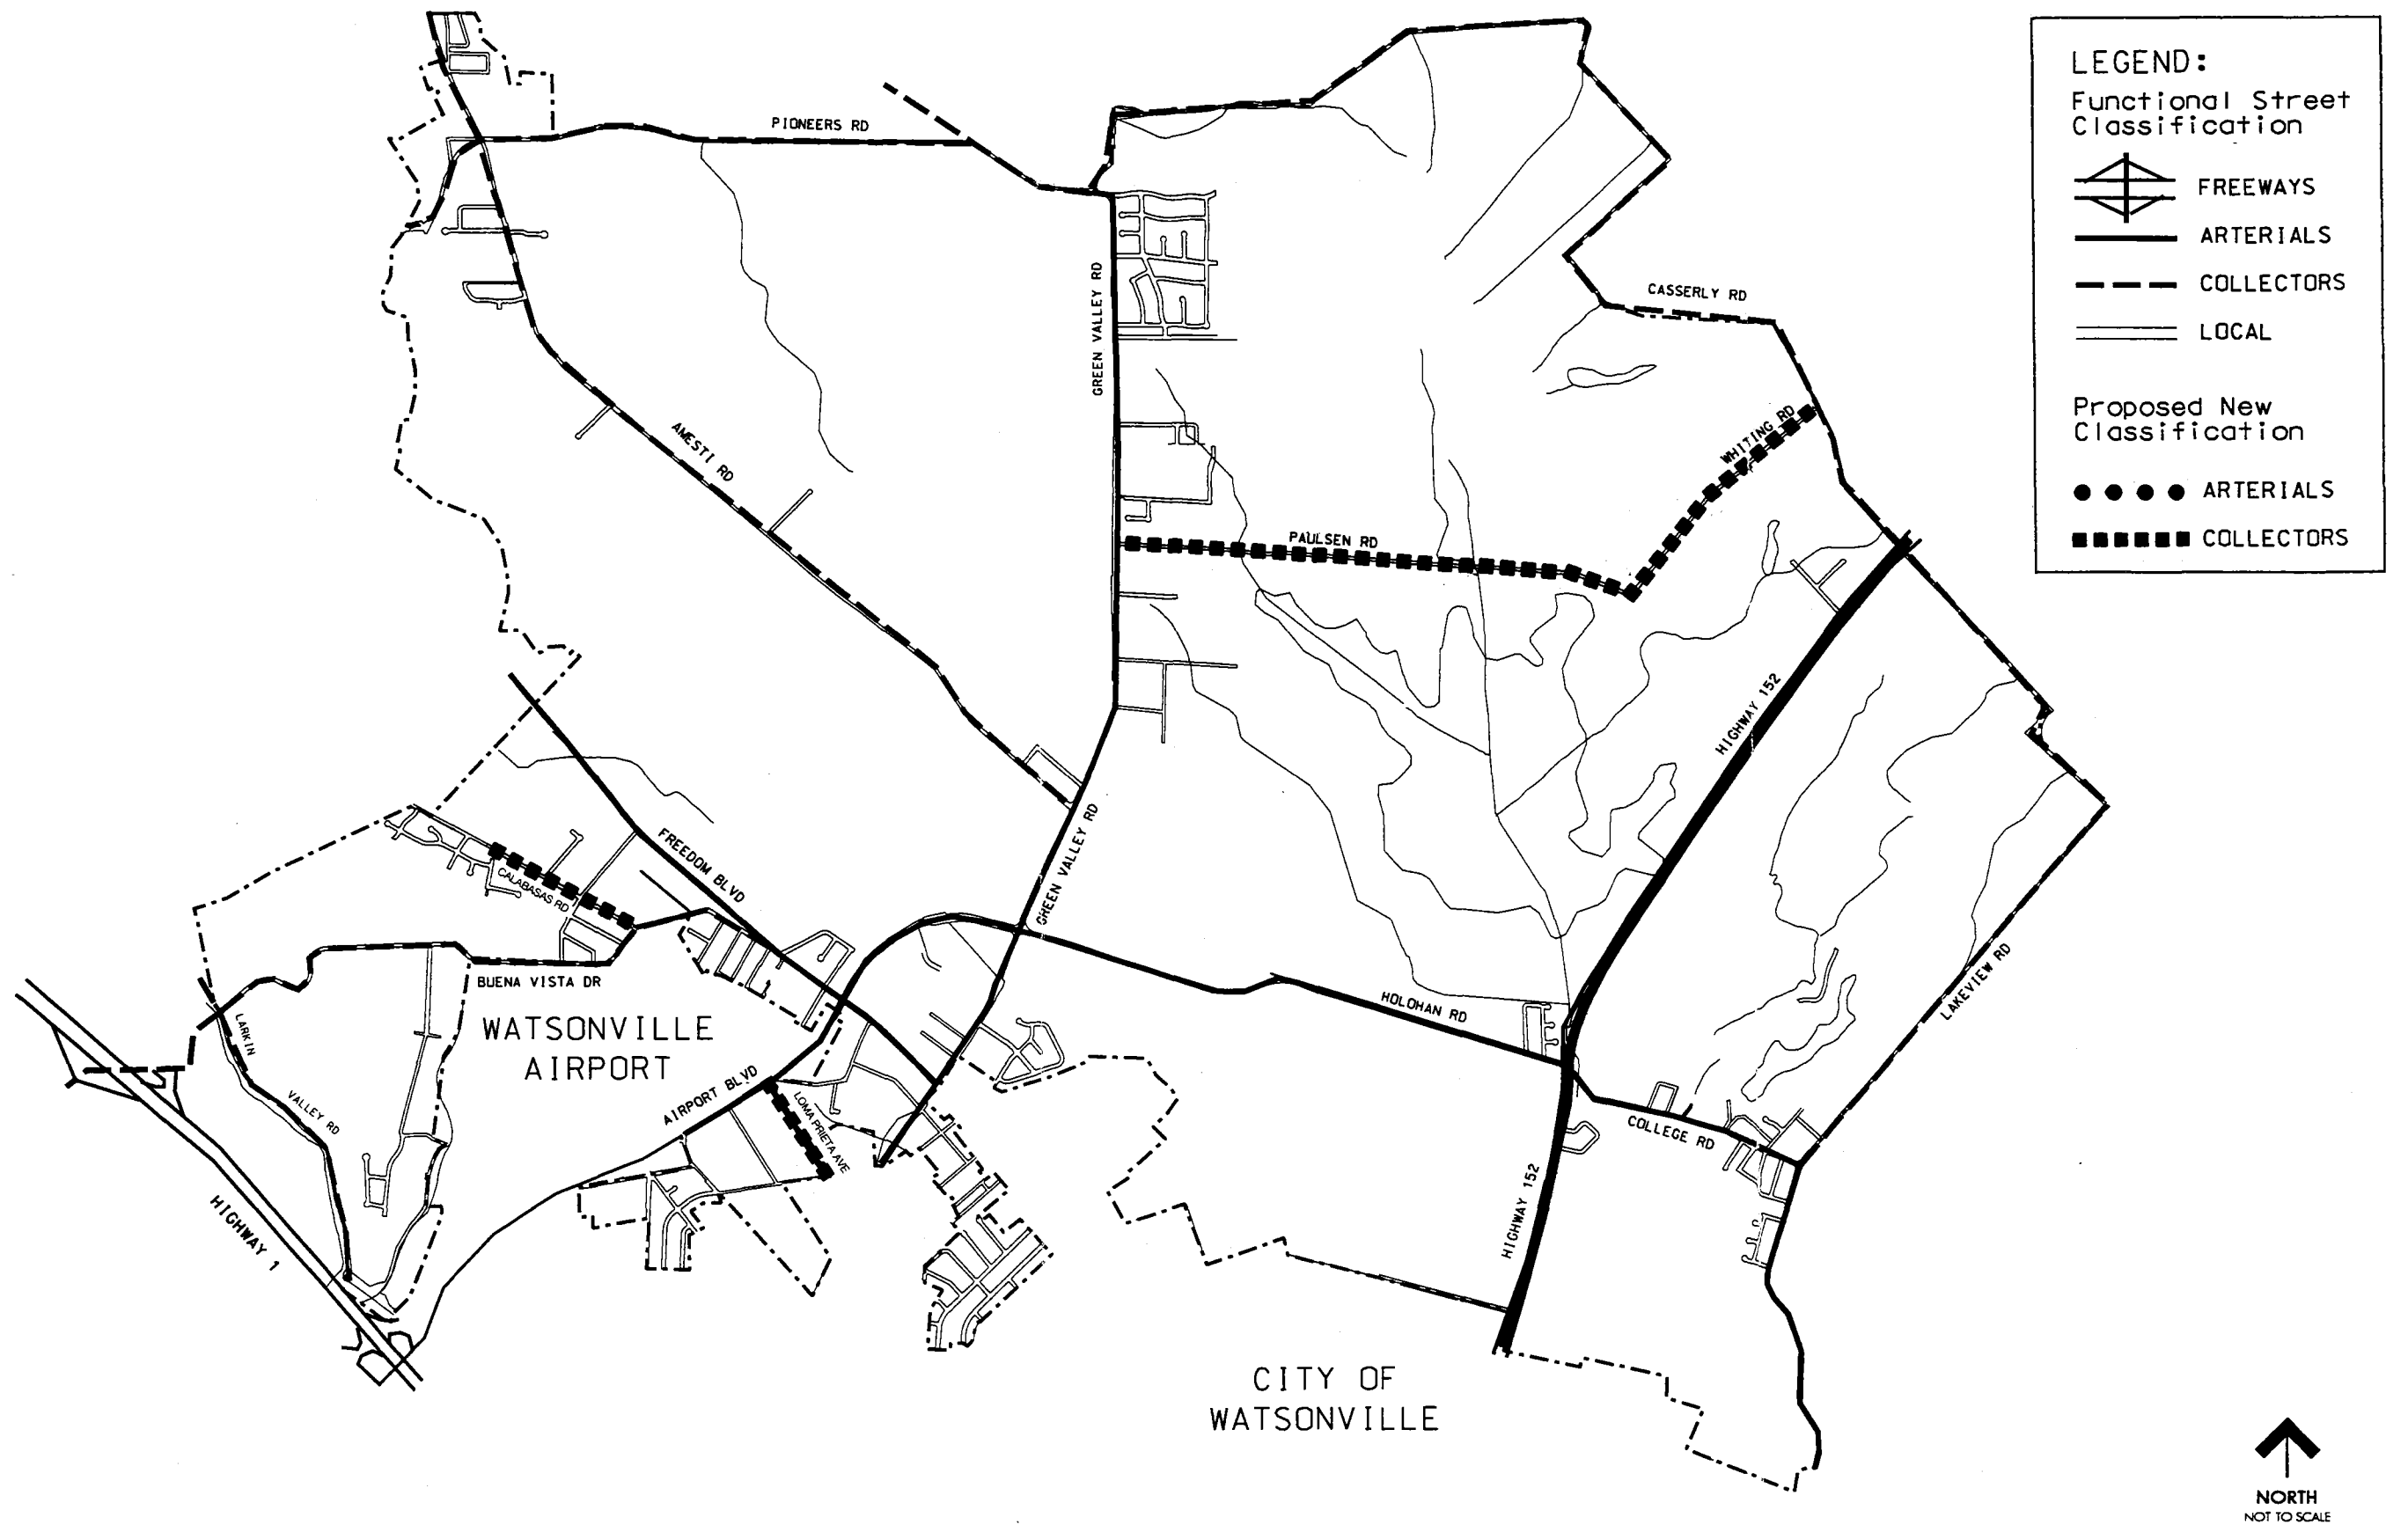 LEGEND:
Functional Street
Classification
FREEWAYS
ARTERIALS
COLLECTORS
LOCAL
Proposed New
Classification
ARTERIALS
COLLECTORS
PIONEERS RD
GREEN VALLEY RD
CASSERLY RD
AMESTI RD
WHITING RD
PAULSEN RD
HIGHWAY 152
FREEDOM BLVD
GREEN VALLEY RD
CALABASAS RD
BUENA VISTA DR
LAKEVIEW RD
HOLOHAN RD
LARKIN
VALLEY RD
WATSONVILLE
AIRPORT
AIRPORT BLVD
LOMA PRIETA AVE
COLLEGE RD
HIGHWAY 152
HIGHWAY 1
CITY OF
WATSONVILLE
NORTH
NOT TO SCALE